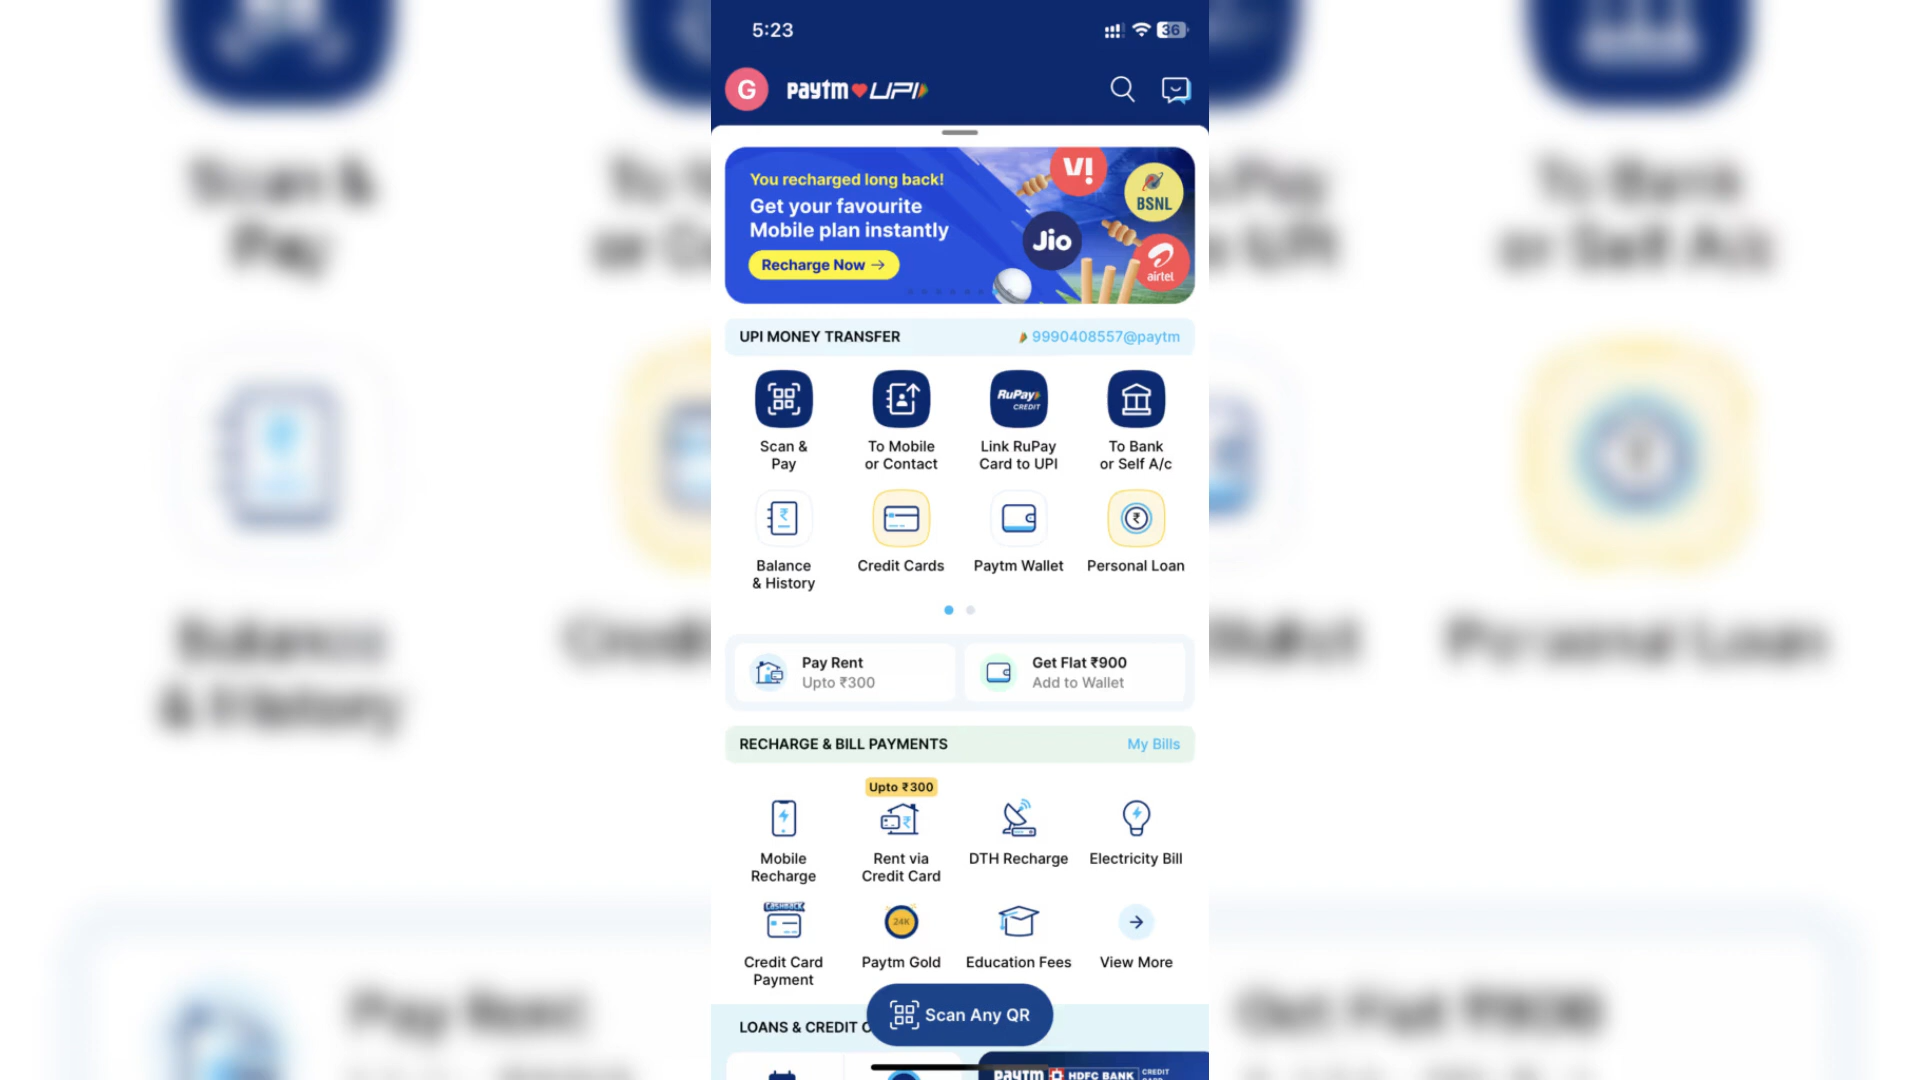 5:23
36
G
paytm UPI
You recharged long back!
Get your favourite
Mobile plan instantly
Recharge Now →
V!
BSNL
Jio
airtel
UPI MONEY TRANSFER
9990408557@paytm
RuPay
CREDIT
Scan &
Pay
To Mobile
or Contact
Link RuPay
Card to UPI
To Bank
or Self A/c
Balance
& History
Credit Cards
Paytm Wallet
Personal Loan
Pay Rent
Upto ₹300
Get Flat ₹900
Add to Wallet
RECHARGE & BILL PAYMENTS
My Bills
Upto ₹300
Mobile
Recharge
Rent via
Credit Card
DTH Recharge
Electricity Bill
CASHBACK
24K
Credit Card
Payment
Paytm Gold
Education Fees
View More
Scan Any QR
LOANS & CREDIT
paytm HDFC BANK CREDIT